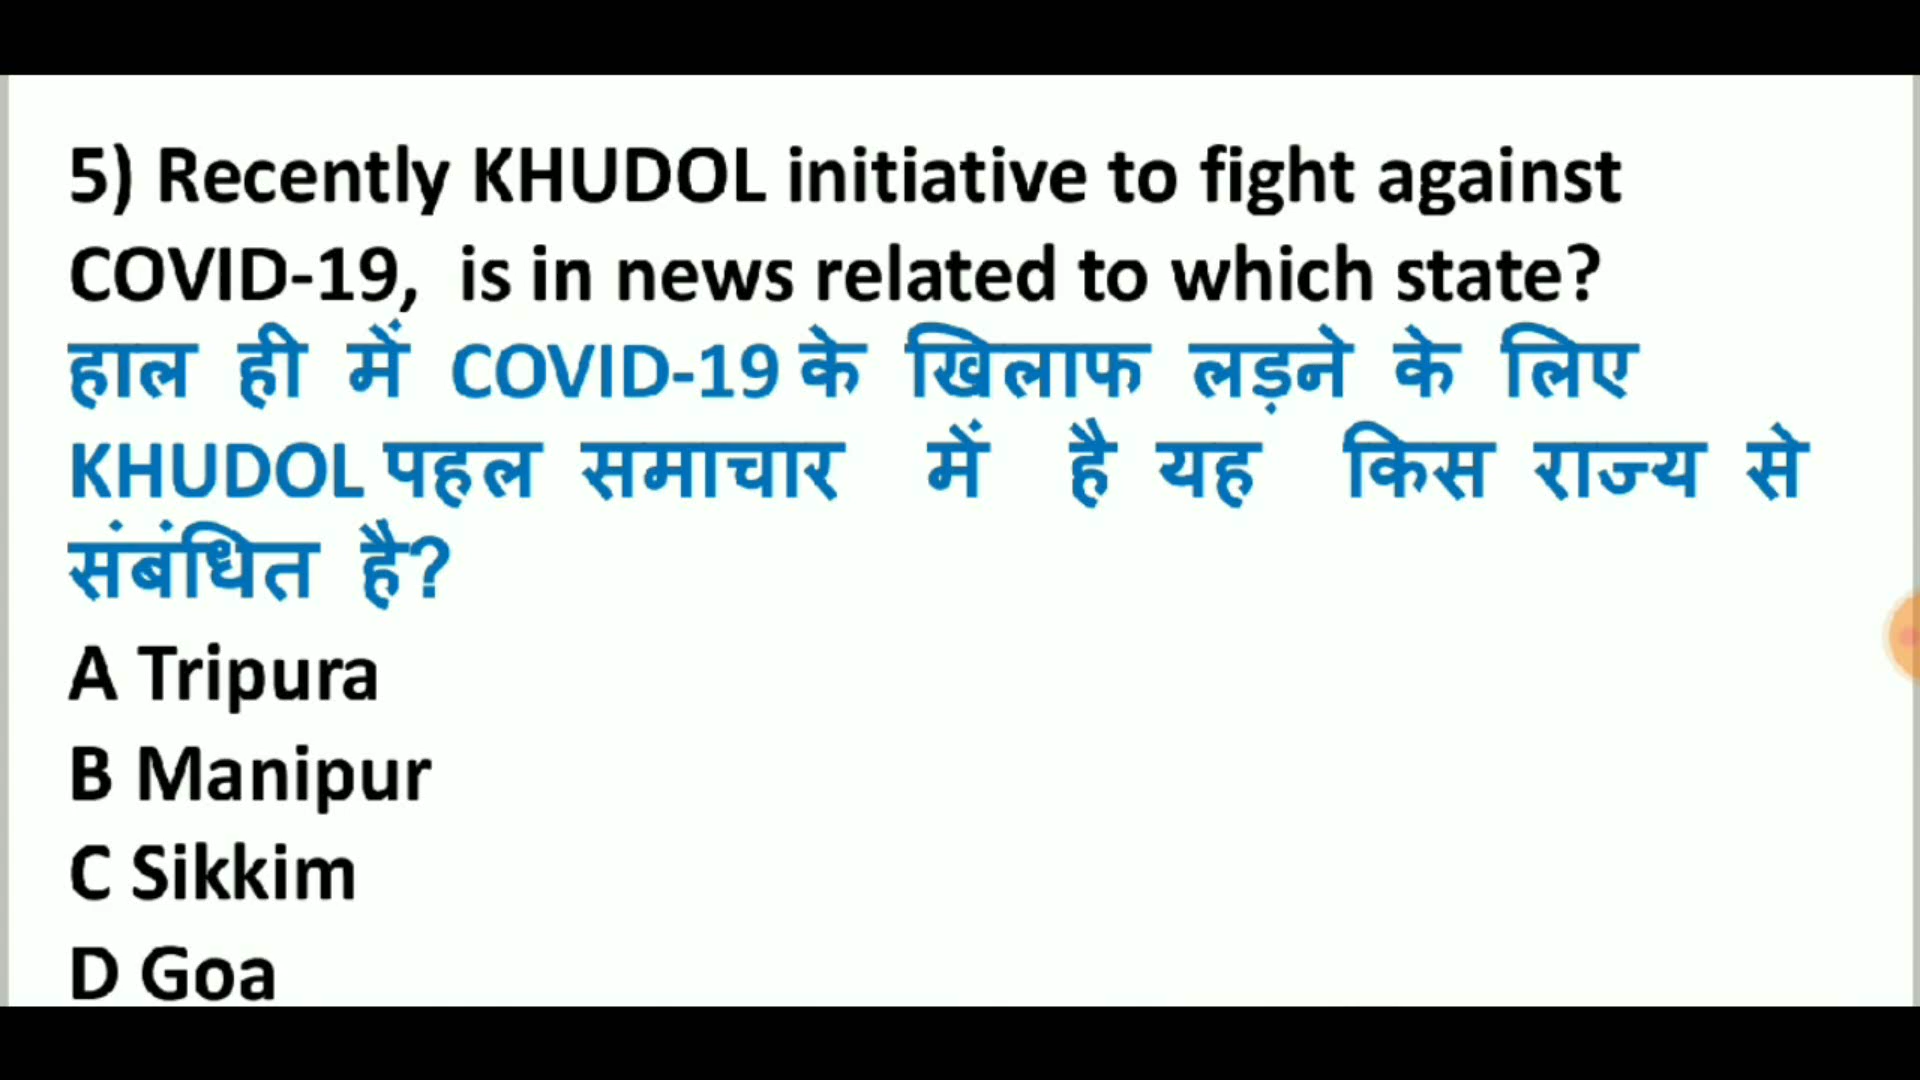 5) Recently KHUDOL initiative to fight against
COVID-19, is in news related to which state?
हाल ही में COVID-19 के खिलाफ लड़ने के लिए
KHUDOL पहल समाचार में है यह किस राज्य से
संबंधित है?
A Tripura
B Manipur
C Sikkim
D Goa